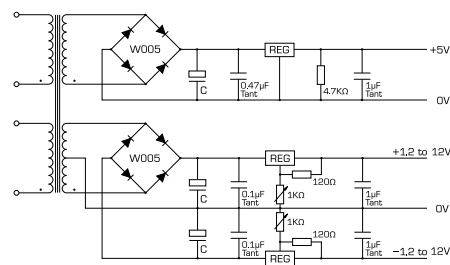 W005
REG
+5V
C
0.47µF
Tant
4.7KΩ
1µF
Tant
0V
W005
REG
+1,2 to 12V
120Ω
C
0.1µF
Tant
1KΩ
1µF
Tant
0V
1KΩ
120Ω
C
0.1µF
Tant
1µF
Tant
REG
−1,2 to 12V